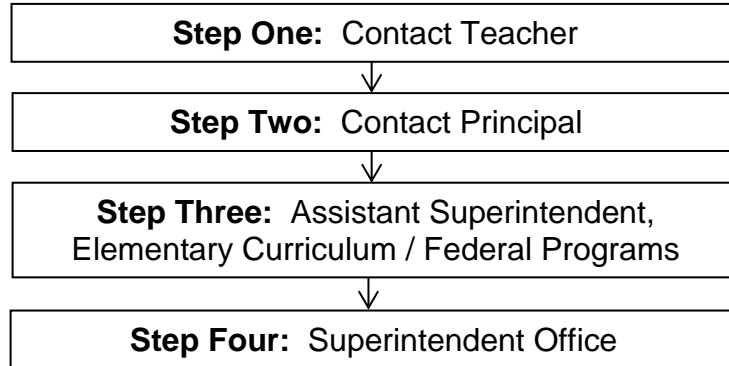 Step One: Contact Teacher
Step Two: Contact Principal
Step Three: Assistant Superintendent,
Elementary Curriculum / Federal Programs
Step Four: Superintendent Office